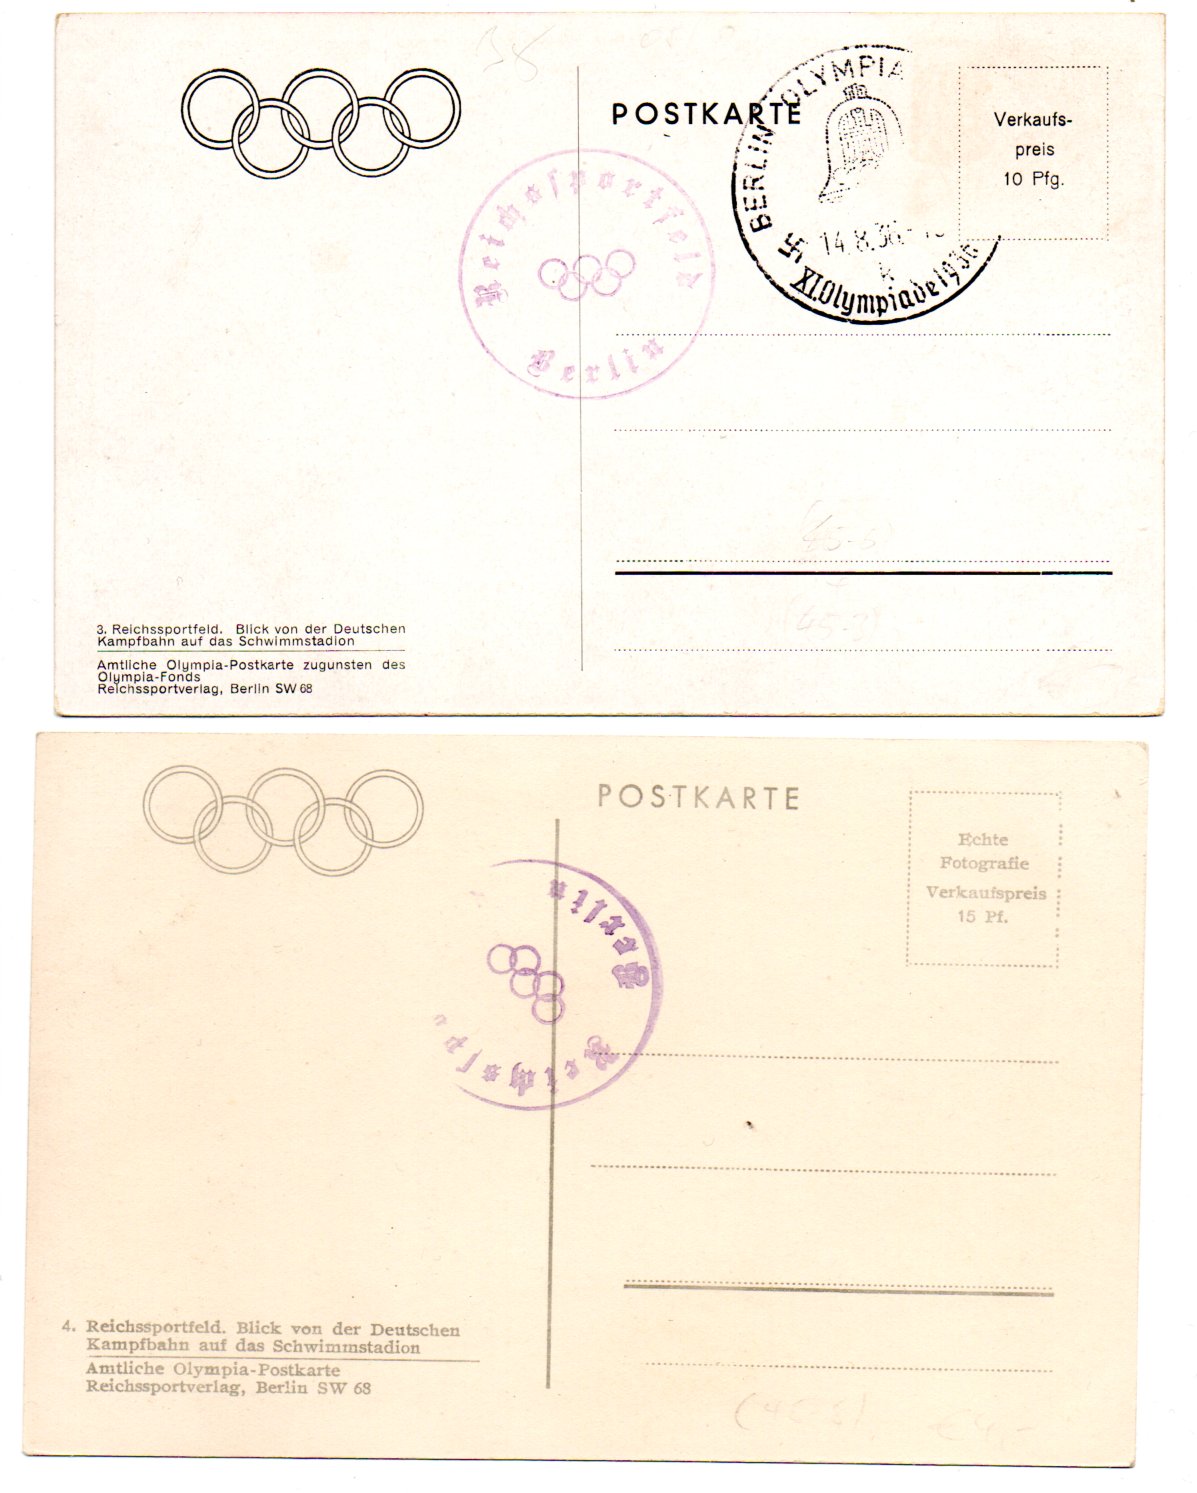 POSTKARTE
BERLIN OLYMPIA
14.8.36
k
XI.Olympiade1936
Verkaufs-
preis
10 Pfg.
Reichssportfeld
Berlin
3. Reichssportfeld. Blick von der Deutschen
Kampfbahn auf das Schwimmstadion
Amtliche Olympia-Postkarte zugunsten des
Olympia-Fonds
Reichssportverlag, Berlin SW 68
POSTKARTE
Echte
Fotografie
Verkaufspreis
15 Pf.
Berlin
Reichssp
4. Reichssportfeld. Blick von der Deutschen
Kampfbahn auf das Schwimmstadion
Amtliche Olympia-Postkarte
Reichssportverlag, Berlin SW 68